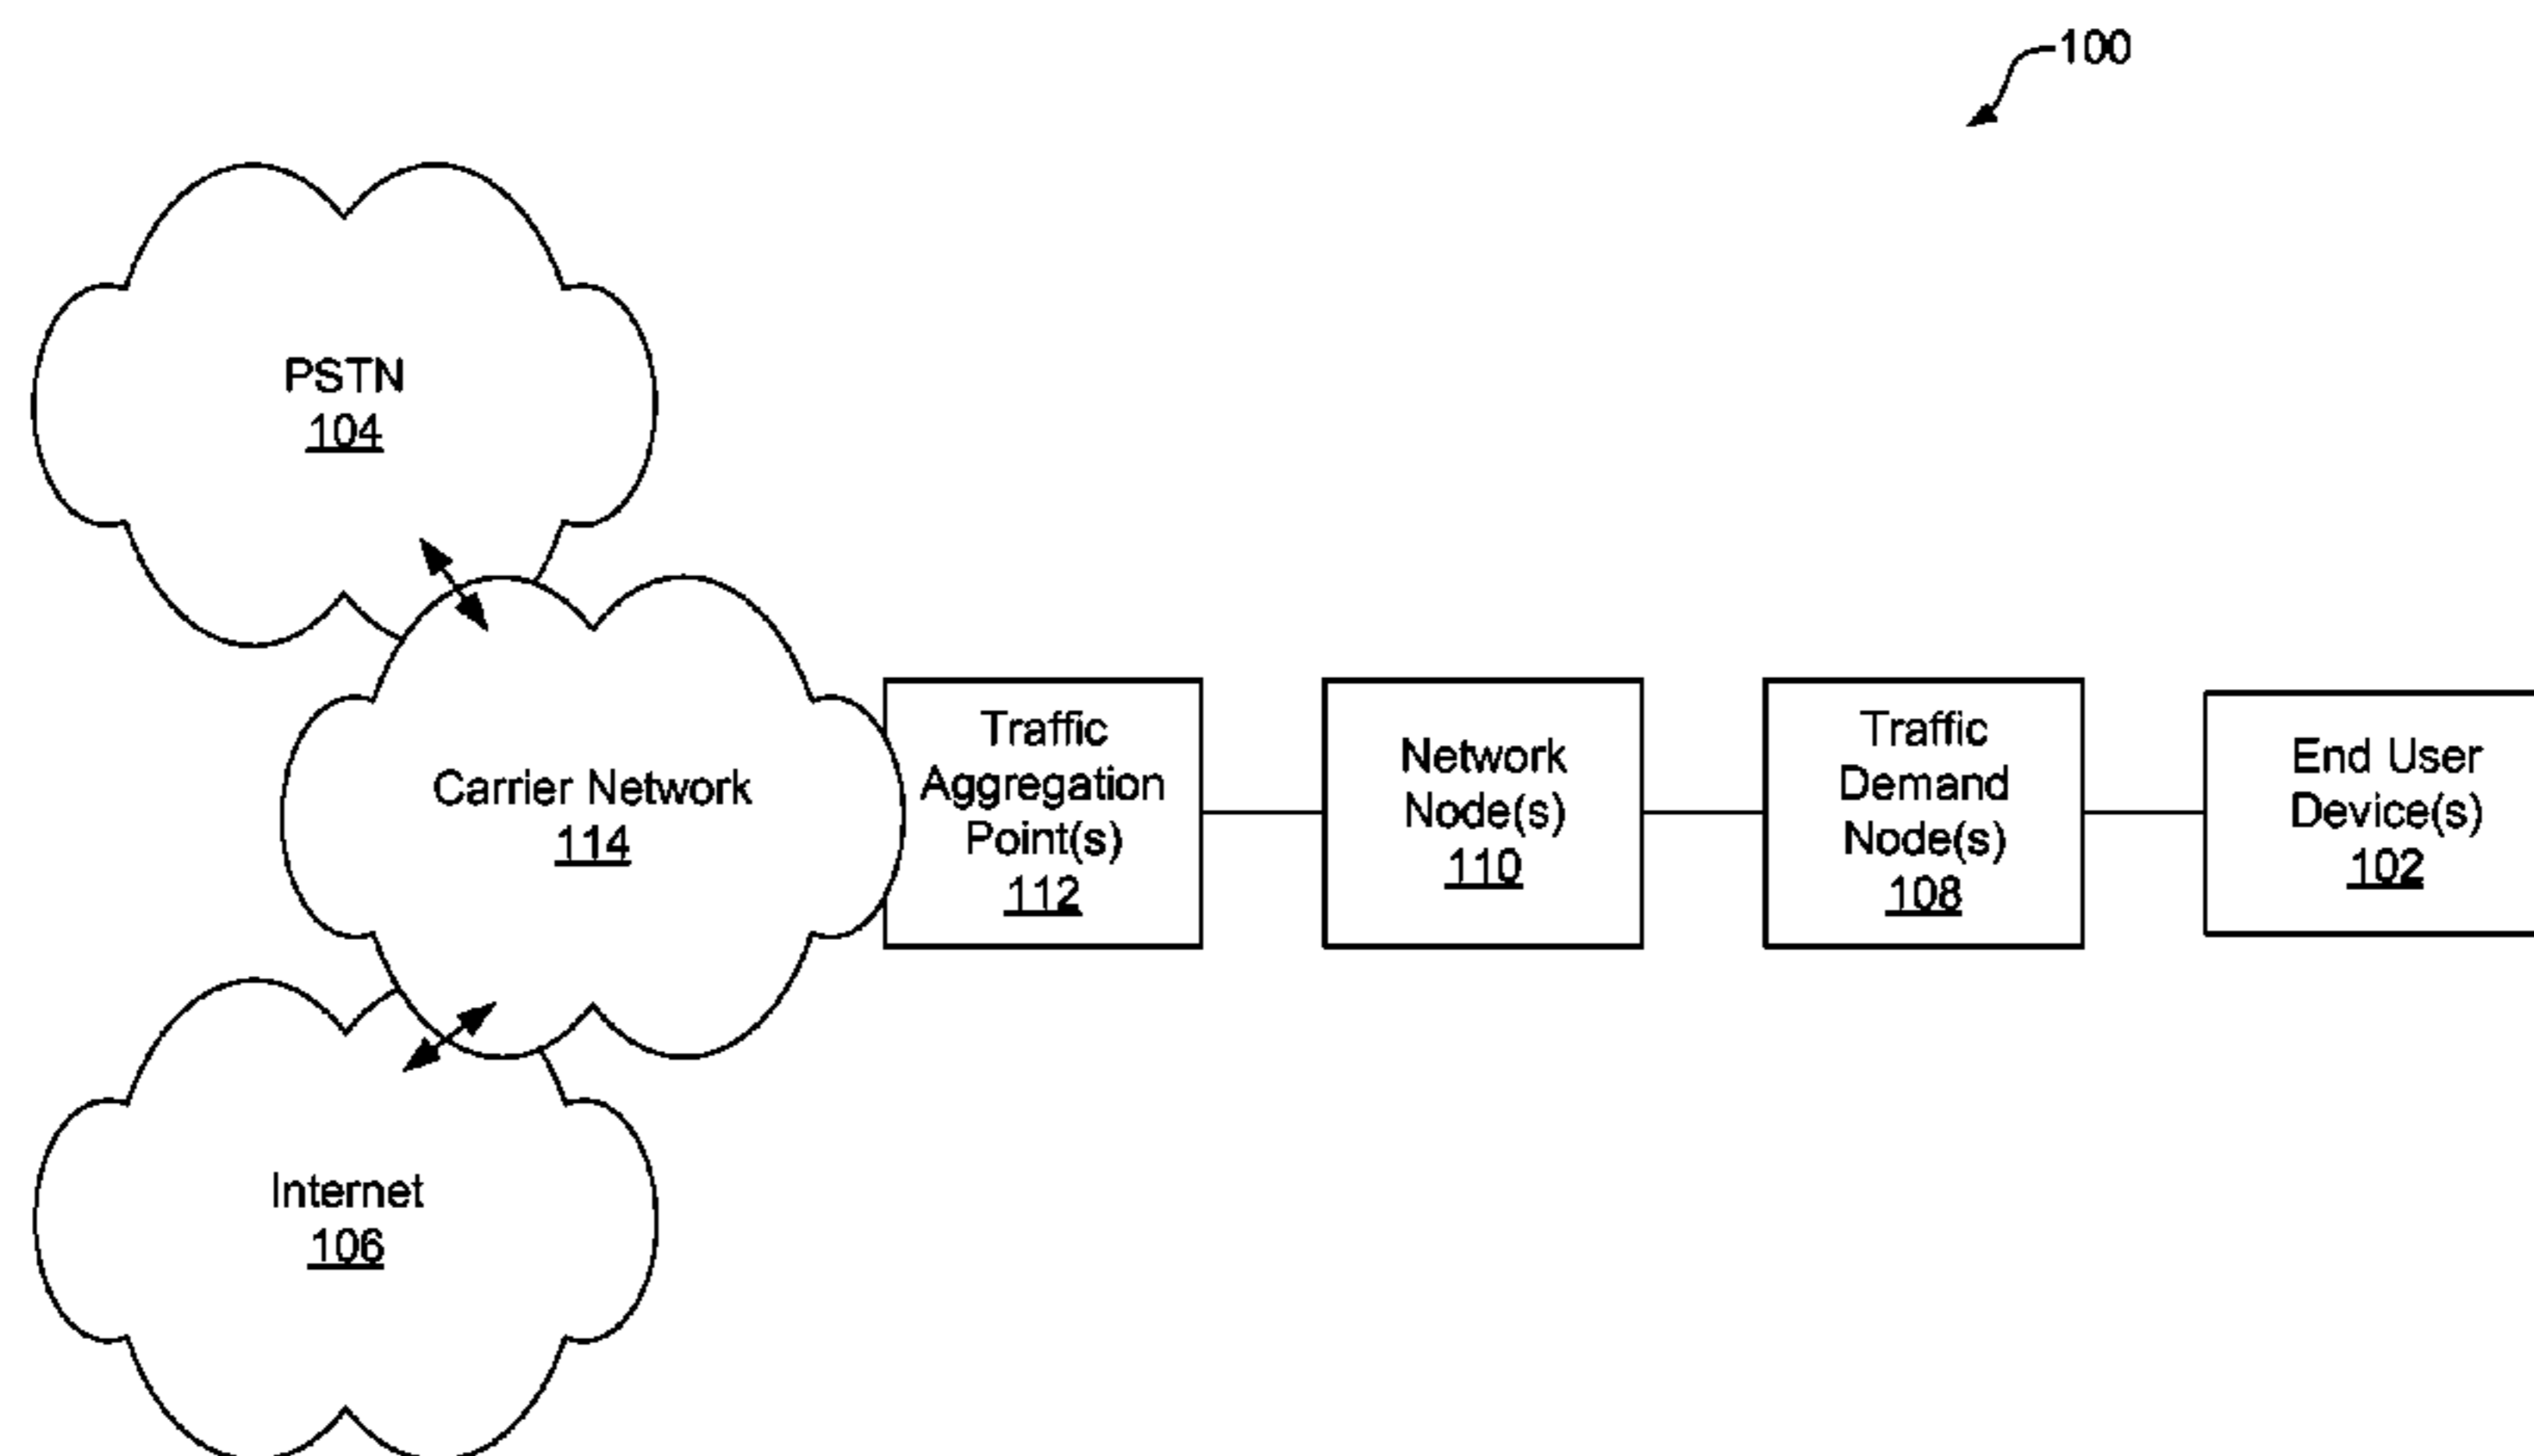 100
PSTN
104
Carrier Network
114
Traffic
Aggregation
Point(s)
112
Network
Node(s)
110
Traffic
Demand
Node(s)
108
End User
Device(s)
102
Internet
106